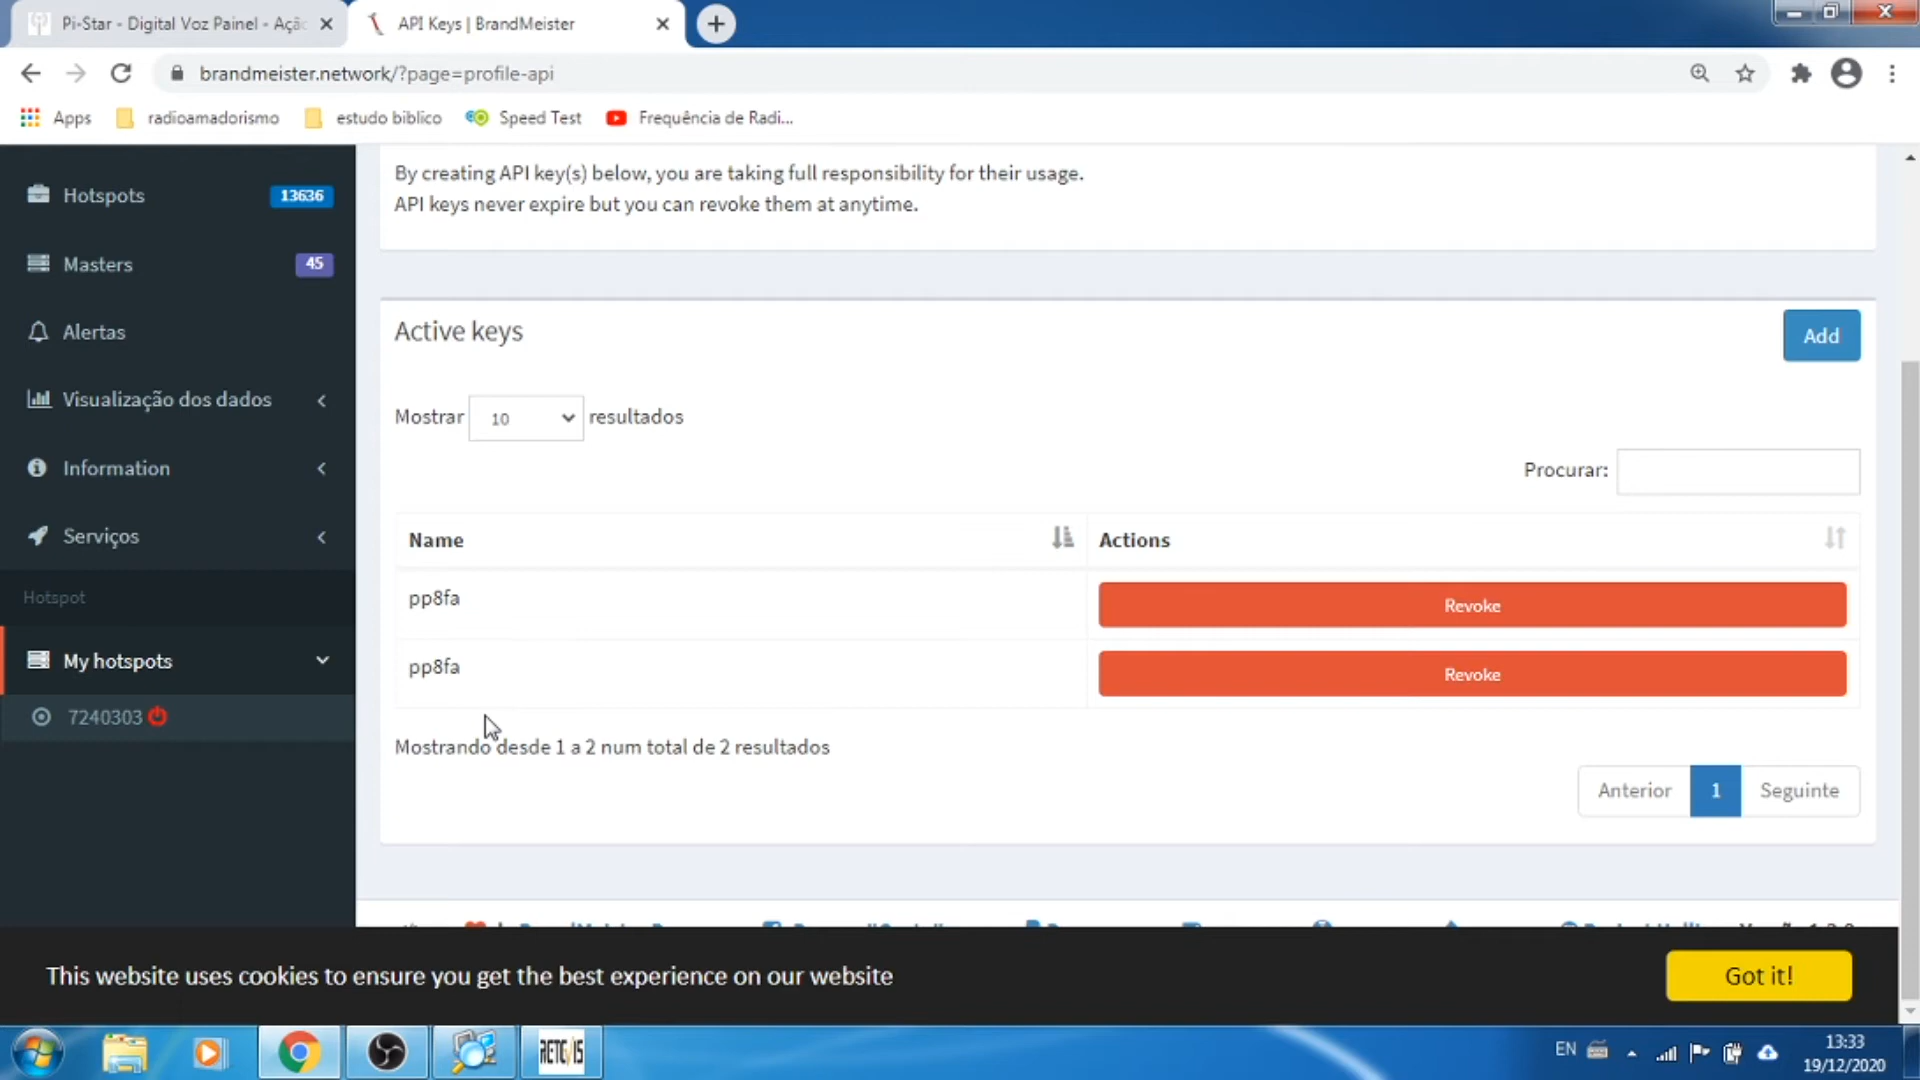 Pi-Star - Digital Voz Painel - Açã
API Keys | BrandMeister
brandmeister.network/?page=profile-api
Apps
radioamadorismo
estudo biblico
Speed Test
Frequência de Radi...
Hotspots 13636
Masters 45
Alertas
Visualização dos dados
Information
Serviços
Hotspot
My hotspots
7240303
By creating API key(s) below, you are taking full responsibility for their usage.
API keys never expire but you can revoke them at anytime.
Active keys
Add
Mostrar 10 resultados
Procurar:
Name Actions
pp8fa Revoke
pp8fa Revoke
Mostrando desde 1 a 2 num total de 2 resultados
Anterior 1 Seguinte
This website uses cookies to ensure you get the best experience on our website
Got it!
RETEVIS
EN
13:33
19/12/2020